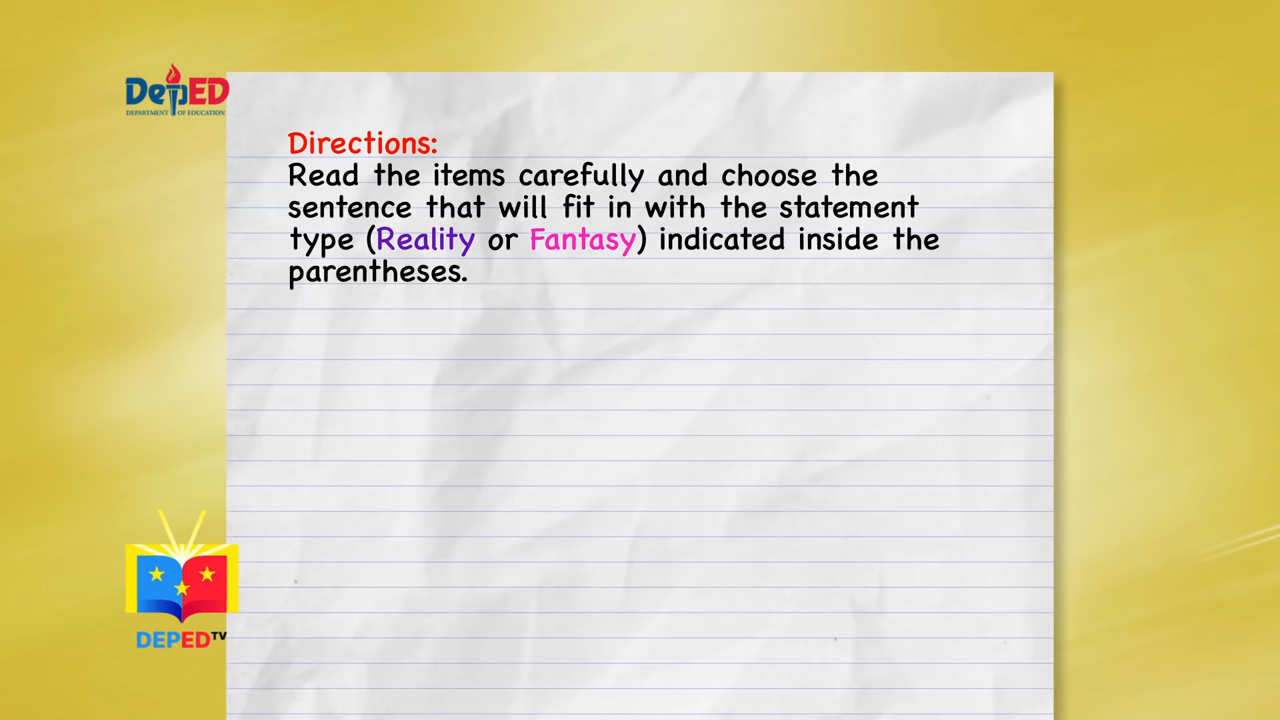 DepED
DEPARTMENT OF EDUCATION
Directions:
Read the items carefully and choose the
sentence that will fit in with the statement
type (Reality or Fantasy) indicated inside the
parentheses.
DEPED TV